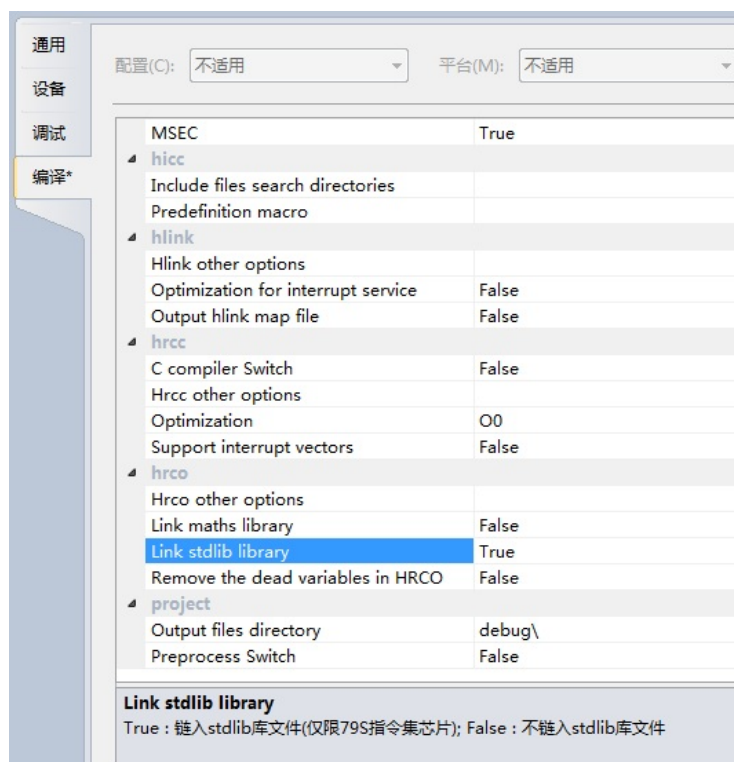 通用
设备
调试
编译*
配置(C): 不适用 平台(M): 不适用
MSEC True
hicc
Include files search directories
Predefinition macro
hlink
Hlink other options
Optimization for interrupt service False
Output hlink map file False
hrcc
C compiler Switch False
Hrcc other options
Optimization O0
Support interrupt vectors False
hrco
Hrco other options
Link maths library False
Link stdlib library True
Remove the dead variables in HRCO False
project
Output files directory debug\
Preprocess Switch False
Link stdlib library
True : 链入stdlib库文件(仅限79S指令集芯片); False : 不链入stdlib库文件